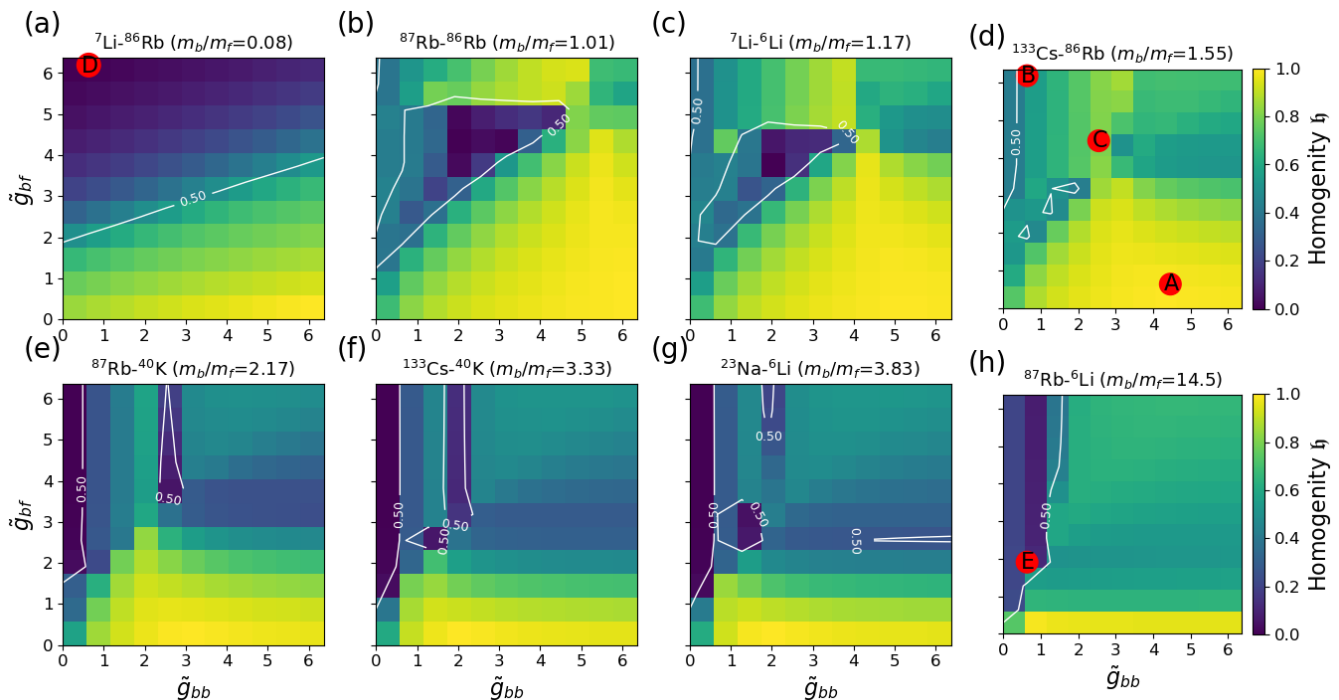 (a) (b) (c) (d)
⁷Li-⁸⁶Rb (m_b/m_f=0.08) ⁸⁷Rb-⁸⁶Rb (m_b/m_f=1.01) ⁷Li-⁶Li (m_b/m_f=1.17) ¹³³Cs-⁸⁶Rb (m_b/m_f=1.55)
D B C A
0.50 0.50 0.50 0.50
g̃_bf
6
5
4
3
2
1
0
0 1 2 3 4 5 6
0 1 2 3 4 5 6
0 1 2 3 4 5 6
0 1 2 3 4 5 6
1.0
0.8
0.6
0.4
0.2
0.0
Homogenity 𝔥
(e) (f) (g) (h)
⁸⁷Rb-⁴⁰K (m_b/m_f=2.17) ¹³³Cs-⁴⁰K (m_b/m_f=3.33) ²³Na-⁶Li (m_b/m_f=3.83) ⁸⁷Rb-⁶Li (m_b/m_f=14.5)
0.50 0.50 0.50 0.50 0.50 0.50 0.50 0.50 0.50 0.50
E
g̃_bf
6
5
4
3
2
1
0
0 1 2 3 4 5 6
0 1 2 3 4 5 6
0 1 2 3 4 5 6
0 1 2 3 4 5 6
g̃_bb g̃_bb g̃_bb g̃_bb
1.0
0.8
0.6
0.4
0.2
0.0
Homogenity 𝔥